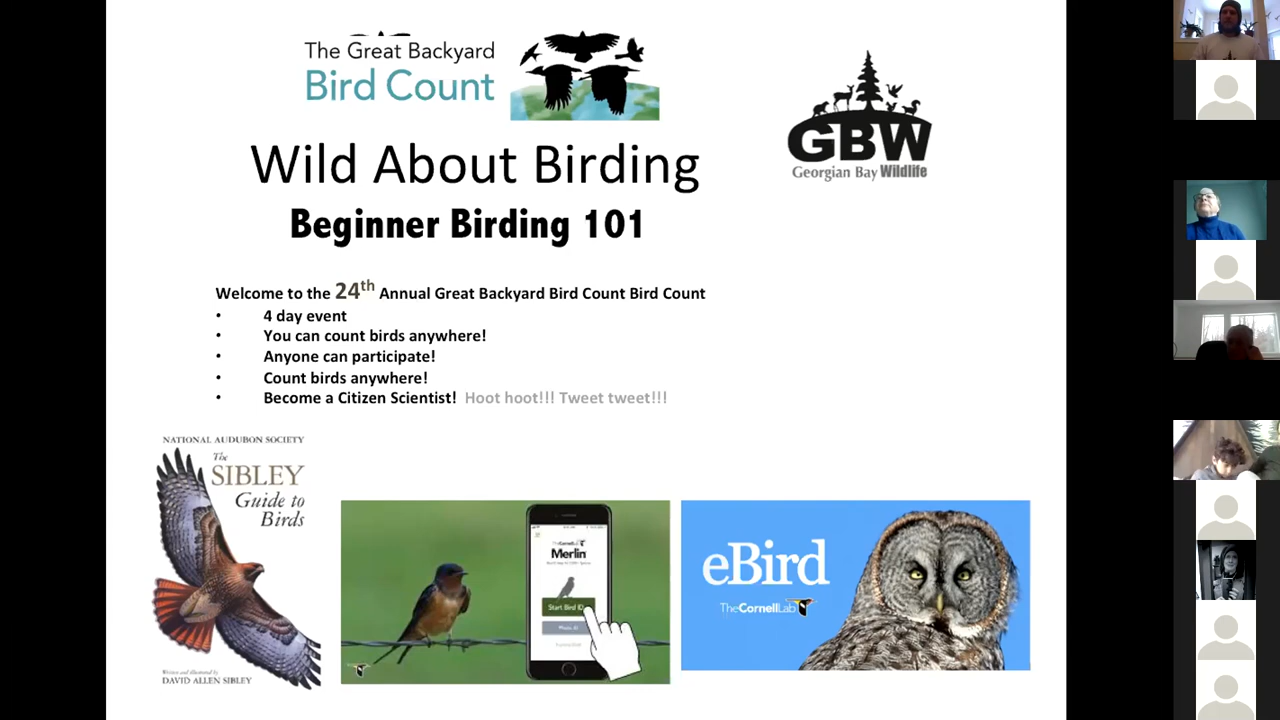 The Great Backyard
Bird Count
GBW
Georgian Bay Wildlife
Wild About Birding
Beginner Birding 101
Welcome to the 24th Annual Great Backyard Bird Count Bird Count
• 4 day event
• You can count birds anywhere!
• Anyone can participate!
• Count birds anywhere!
• Become a Citizen Scientist! Hoot hoot!!! Tweet tweet!!!
NATIONAL AUDUBON SOCIETY
The
SIBLEY
Guide to
Birds
Written and illustrated by
DAVID ALLEN SIBLEY
TheCornellLab
Merlin
Start Bird ID
Photo ID
eBird
TheCornellLab